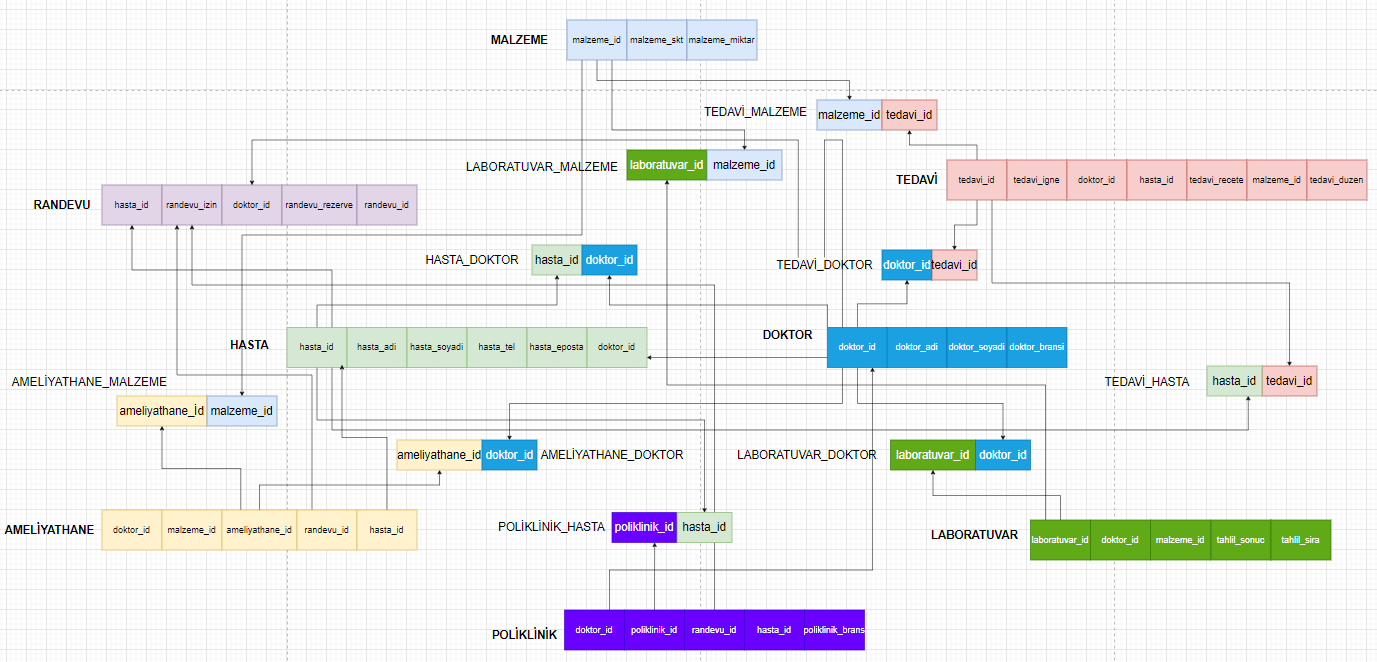 MALZEME malzeme_id malzeme_skt malzeme_miktar
TEDAVİ_MALZEME malzeme_id tedavi_id
LABORATUVAR_MALZEME laboratuvar_id malzeme_id
TEDAVİ tedavi_id tedavi_igne doktor_id hasta_id tedavi_recete malzeme_id tedavi_duzen
RANDEVU hasta_id randevu_izin doktor_id randevu_rezerve randevu_id
HASTA_DOKTOR hasta_id doktor_id
TEDAVİ_DOKTOR doktor_id tedavi_id
HASTA hasta_id hasta_adi hasta_soyadi hasta_tel hasta_eposta doktor_id
DOKTOR doktor_id doktor_adi doktor_soyadi doktor_bransi
AMELİYATHANE_MALZEME
ameliyathane_İd malzeme_id
TEDAVİ_HASTA hasta_id tedavi_id
ameliyathane_id doktor_id AMELİYATHANE_DOKTOR
LABORATUVAR_DOKTOR laboratuvar_id doktor_id
AMELİYATHANE doktor_id malzeme_id ameliyathane_id randevu_id hasta_id
POLİKLİNİK_HASTA poliklinik_id hasta_id
LABORATUVAR laboratuvar_id doktor_id malzeme_id tahlil_sonuc tahlil_sira
POLİKLİNİK doktor_id poliklinik_id randevu_id hasta_id poliklinik_brans